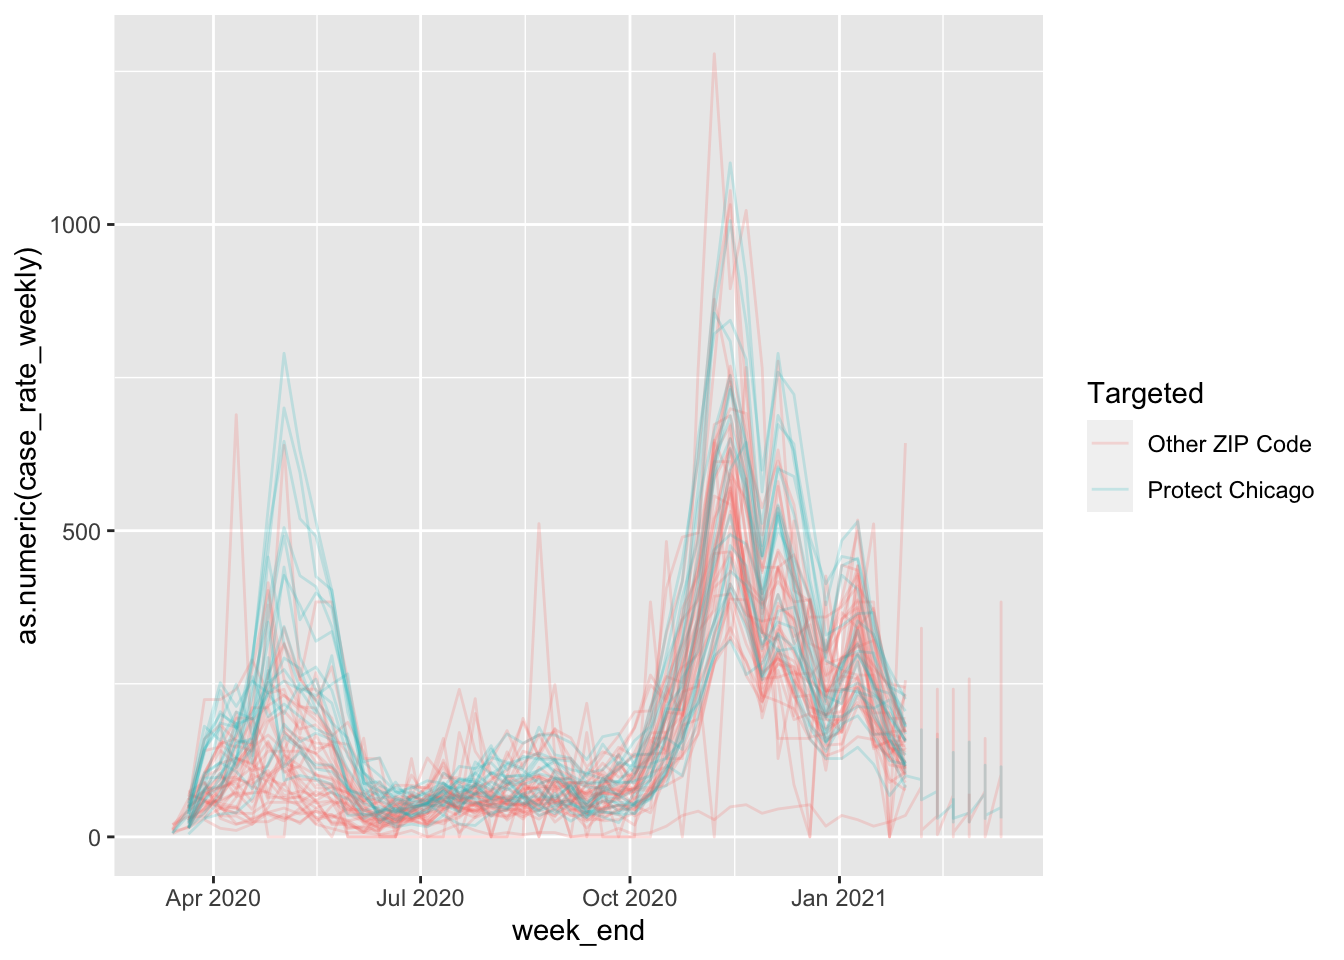 1000
500
0
as.numeric(case_rate_weekly)
Apr 2020
Jul 2020
Oct 2020
Jan 2021
week_end
Targeted
Other ZIP Code
Protect Chicago